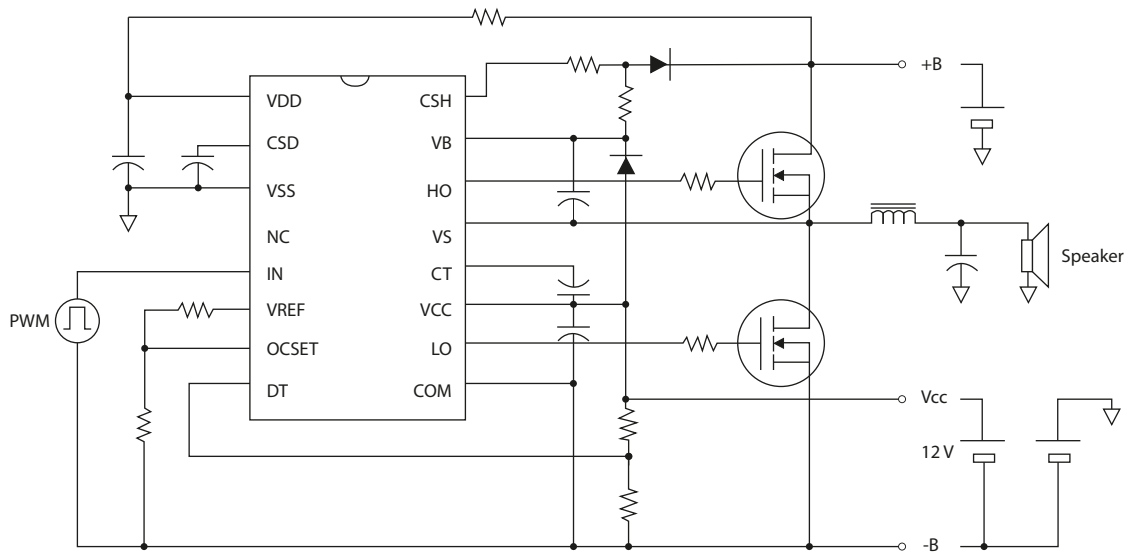 +B
VDD
CSH
CSD
VB
VSS
HO
NC
VS
Speaker
IN
CT
PWM
VREF
VCC
OCSET
LO
DT
COM
Vcc
12 V
-B